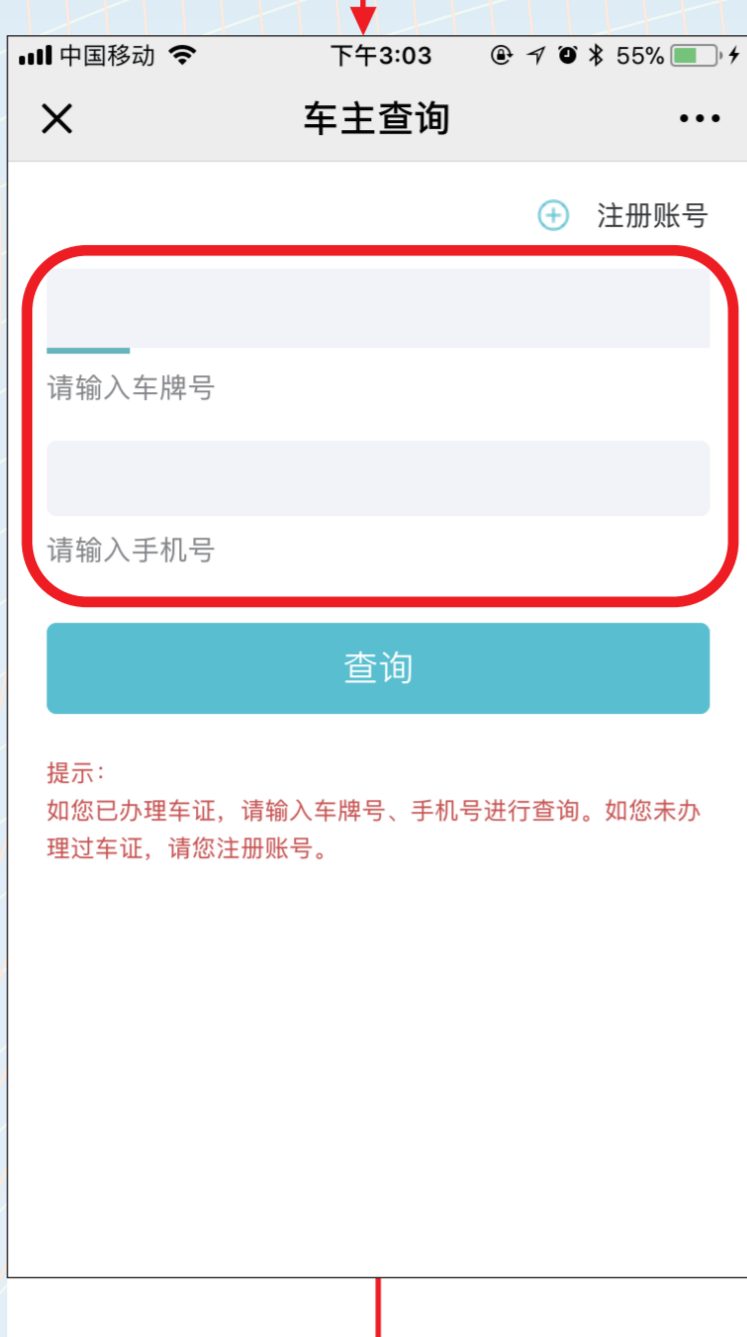 中国移动 下午3:03 55%
车主查询
注册账号
请输入车牌号
请输入手机号
查询
提示：
如您已办理车证，请输入车牌号、手机号进行查询。如您未办
理过车证，请您注册账号。